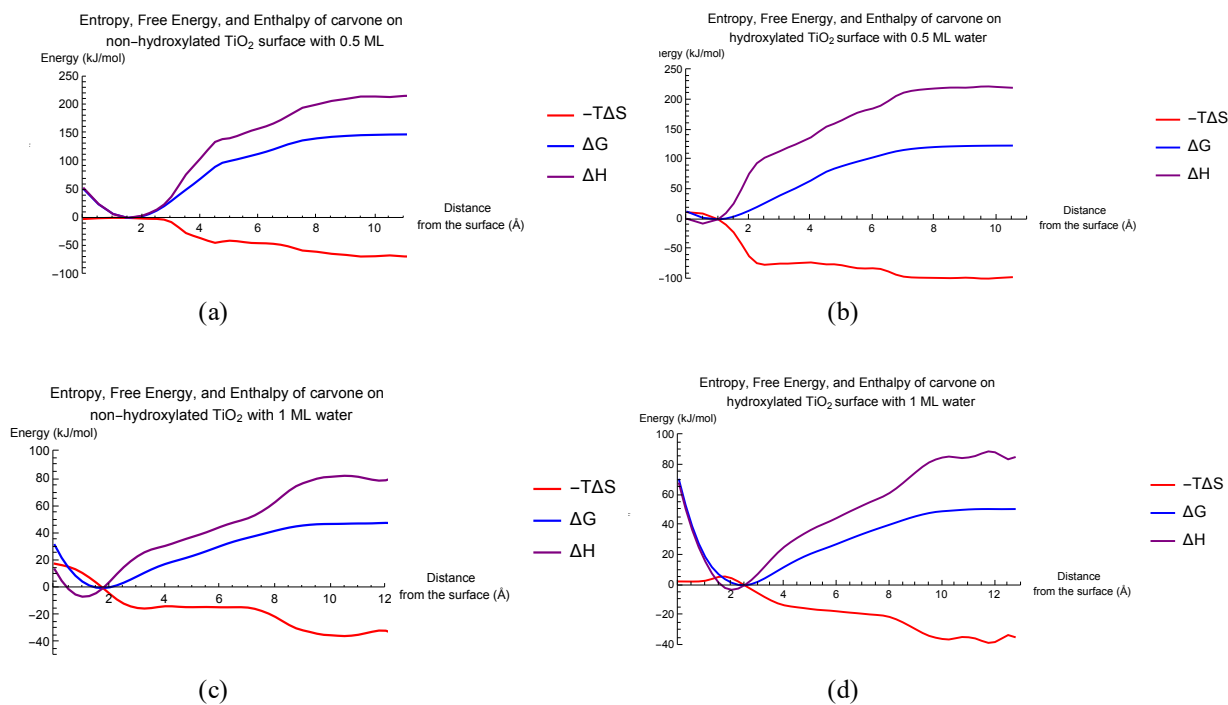 Entropy, Free Energy, and Enthalpy of carvone on
non−hydroxylated TiO2 surface with 0.5 ML
Energy (kJ/mol)
250
200
150
100
50
0
−50
−100
2
4
6
8
10
Distance
from the surface (Å)
−TΔS
ΔG
ΔH
(a)
Entropy, Free Energy, and Enthalpy of carvone on
hydroxylated TiO2 surface with 0.5 ML water
nergy (kJ/mol)
250
200
150
100
50
0
−50
−100
2
4
6
8
10
Distance
from the surface (Å)
−TΔS
ΔG
ΔH
(b)
Entropy, Free Energy, and Enthalpy of carvone on
non−hydroxylated TiO2 with 1 ML water
Energy (kJ/mol)
100
80
60
40
20
0
−20
−40
2
4
6
8
10
12
Distance
from the surface (Å)
−TΔS
ΔG
ΔH
(c)
Entropy, Free Energy, and Enthalpy of carvone on
hydroxylated TiO2 surface with 1 ML water
Energy (kJ/mol)
100
80
60
40
20
0
−20
−40
2
4
6
8
10
12
Distance
from the surface (Å)
−TΔS
ΔG
ΔH
(d)